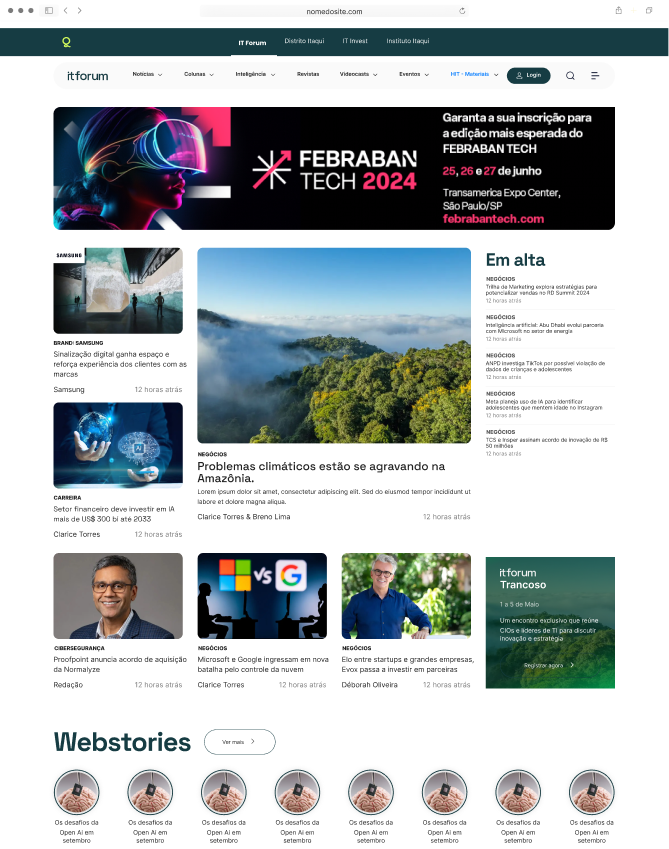 nomedosite.com
IT Forum
Distrito Itaqui
IT Invest
Instituto Itaqui
itforum
Notícias
Colunas
Inteligência
Revistas
Videocasts
Eventos
HIT - Materiais
Login
FEBRABAN
TECH 2024
Garanta a sua inscrição para
a edição mais esperada do
FEBRABAN TECH
25, 26 e 27 de junho
Transamerica Expo Center,
São Paulo/SP
febrabantech.com
SAMSUNG
BRAND: SAMSUNG
Sinalização digital ganha espaço e
reforça experiência dos clientes com as
marcas
Samsung 12 horas atrás
AI
CARREIRA
Setor financeiro deve investir em IA
mais de US$ 300 bi até 2033
Clarice Torres 12 horas atrás
NEGÓCIOS
Problemas climáticos estão se agravando na
Amazônia.
Lorem ipsum dolor sit amet, consectetur adipiscing elit. Sed do eiusmod tempor incididunt ut
labore et dolore magna aliqua.
Clarice Torres & Breno Lima 12 horas atrás
Em alta
NEGÓCIOS
Trilha de Marketing explora estratégias para
potencializar vendas no RD Summit 2024
12 horas atrás
NEGÓCIOS
Inteligência artificial: Abu Dhabi evolui parceria
com Microsoft no setor de energia
12 horas atrás
NEGÓCIOS
ANPD investiga TikTok por possível violação de
dados de crianças e adolescentes
12 horas atrás
NEGÓCIOS
Meta planeja uso de IA para identificar
adolescentes que mentem idade no Instagram
12 horas atrás
NEGÓCIOS
TCS e Insper assinam acordo de inovação de R$
50 milhões
12 horas atrás
CIBERSEGURANÇA
Proofpoint anuncia acordo de aquisição
da Normalyze
Redação 12 horas atrás
VS G
NEGÓCIOS
Microsoft e Google ingressam em nova
batalha pelo controle da nuvem
Clarice Torres 12 horas atrás
NEGÓCIOS
Elo entre startups e grandes empresas,
Evox passa a investir em parceiras
Déborah Oliveira 12 horas atrás
itforum
Trancoso
1 a 5 de Maio
Um encontro exclusivo que reúne
CIOs e líderes de TI para discutir
inovação e estratégia
Registrar agora
Webstories
Ver mais
Os desafios da
Open Ai em
setembro
Os desafios da
Open Ai em
setembro
Os desafios da
Open Ai em
setembro
Os desafios da
Open Ai em
setembro
Os desafios da
Open Ai em
setembro
Os desafios da
Open Ai em
setembro
Os desafios da
Open Ai em
setembro
Os desafios da
Open Ai em
setembro